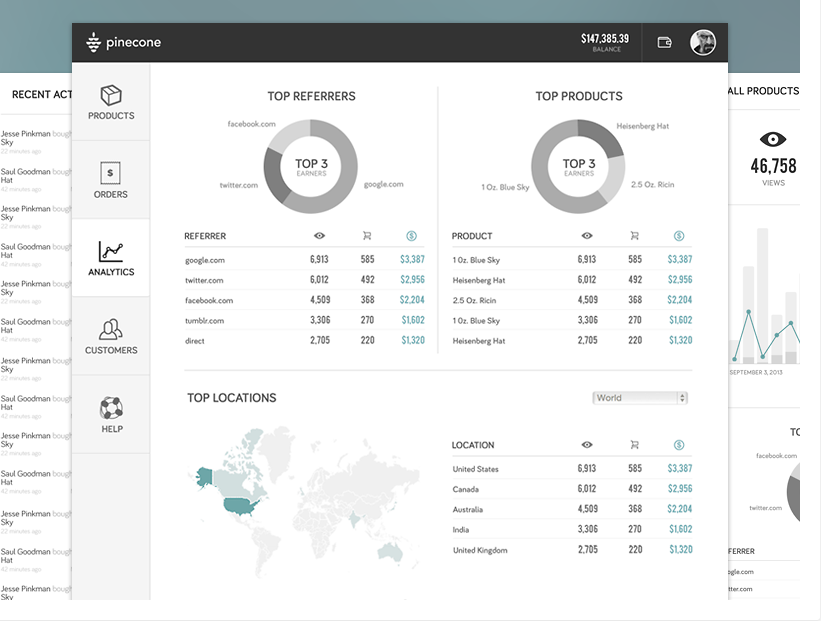 pinecone
$147,385.39
BALANCE
RECENT ACT
Jesse Pinkman bough
Sky
22 minutes ago
Saul Goodman bough
Hat
42 minutes ago
Jesse Pinkman bough
Sky
22 minutes ago
Saul Goodman bough
Hat
42 minutes ago
Jesse Pinkman bough
Sky
22 minutes ago
Saul Goodman bough
Hat
42 minutes ago
Jesse Pinkman bough
Sky
22 minutes ago
Saul Goodman bough
Hat
42 minutes ago
Jesse Pinkman bough
Sky
22 minutes ago
Saul Goodman bough
Hat
42 minutes ago
Jesse Pinkman bough
Sky
22 minutes ago
Saul Goodman bough
Hat
42 minutes ago
Jesse Pinkman bough
Sky
PRODUCTS
$
ORDERS
ANALYTICS
CUSTOMERS
HELP
TOP REFERRERS
facebook.com
twitter.com
google.com
TOP 3
EARNERS
REFERRER $
google.com 6,913 585 $3,387
twitter.com 6,012 492 $2,956
facebook.com 4,509 368 $2,204
tumblr.com 3,306 270 $1,602
direct 2,705 220 $1,320
TOP PRODUCTS
Heisenberg Hat
1 Oz. Blue Sky
2.5 Oz. Ricin
TOP 3
EARNERS
PRODUCT $
1 Oz. Blue Sky 6,913 585 $3,387
Heisenberg Hat 6,012 492 $2,956
2.5 Oz. Ricin 4,509 368 $2,204
1 Oz. Blue Sky 3,306 270 $1,602
Heisenberg Hat 2,705 220 $1,320
TOP LOCATIONS
World
LOCATION $
United States 6,913 585 $3,387
Canada 6,012 492 $2,956
Australia 4,509 368 $2,204
India 3,306 270 $1,602
United Kingdom 2,705 220 $1,320
ALL PRODUCTS
46,758
VIEWS
SEPTEMBER 3, 2013
TO
facebook.com
twitter.com
FERRER
ogle.com
tter.com